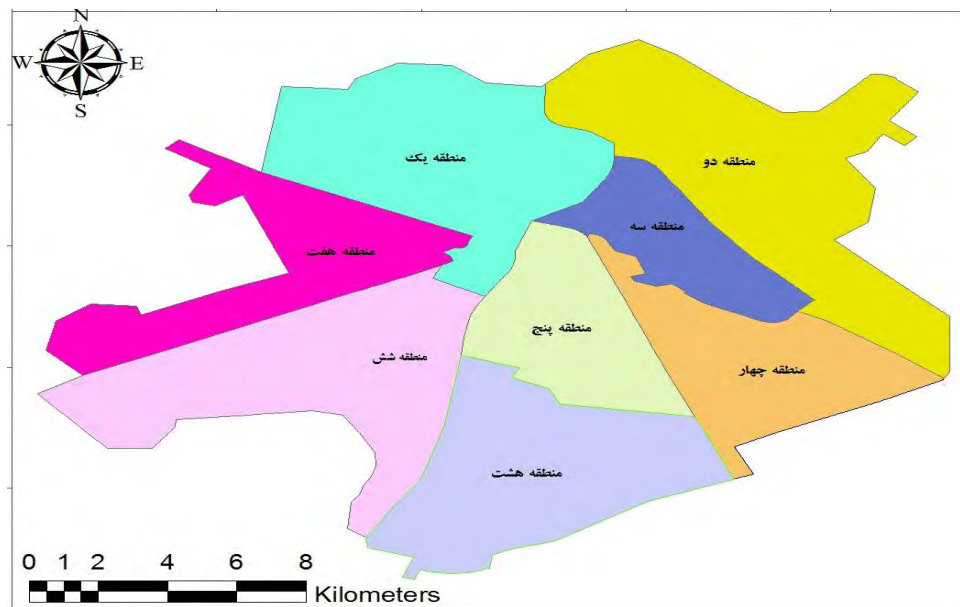 N
W E
S
منطقه یک
منطقه دو
منطقه سه
منطقه هفت
منطقه پنج
منطقه شش
منطقه چهار
منطقه هشت
0 1 2 4 6 8
Kilometers